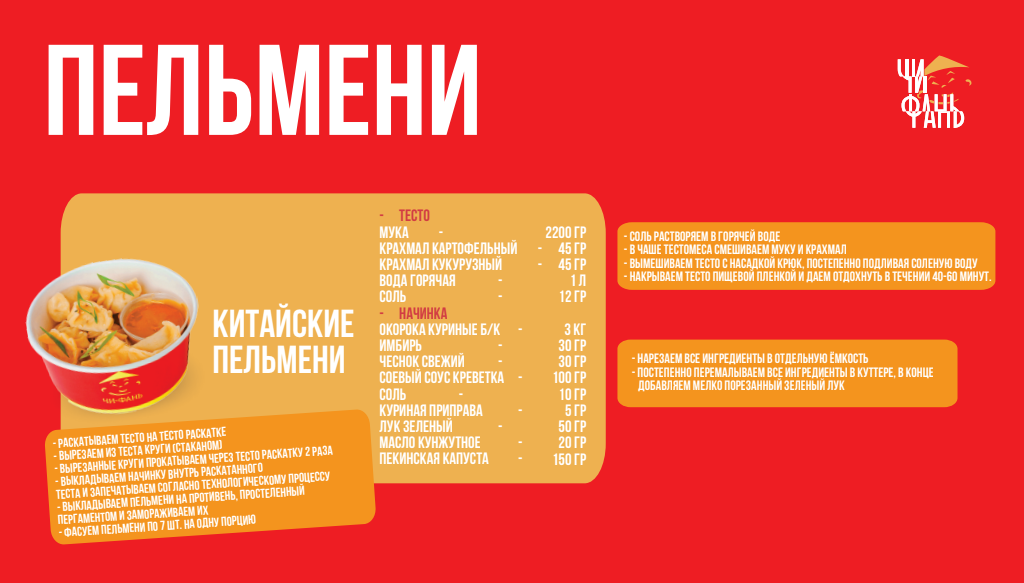 ПЕЛЬМЕНИ
ЧИ
ФАНЬ
КИТАЙСКИЕ
ПЕЛЬМЕНИ
ЧИ-ФАНЬ
- ТЕСТО
МУКА - 2200 ГР
КРАХМАЛ КАРТОФЕЛЬНЫЙ - 45 ГР
КРАХМАЛ КУКУРУЗНЫЙ - 45 ГР
ВОДА ГОРЯЧАЯ - 1 Л
СОЛЬ - 12 ГР
- НАЧИНКА
ОКОРОКА КУРИНЫЕ Б/К - 3 КГ
ИМБИРЬ - 30 ГР
ЧЕСНОК СВЕЖИЙ - 30 ГР
СОЕВЫЙ СОУС КРЕВЕТКА - 100 ГР
СОЛЬ - 10 ГР
КУРИНАЯ ПРИПРАВА - 5 ГР
ЛУК ЗЕЛЕНЫЙ - 50 ГР
МАСЛО КУНЖУТНОЕ - 20 ГР
ПЕКИНСКАЯ КАПУСТА - 150 ГР
- СОЛЬ РАСТВОРЯЕМ В ГОРЯЧЕЙ ВОДЕ
- В ЧАШЕ ТЕСТОМЕСА СМЕШИВАЕМ МУКУ И КРАХМАЛ
- ВЫМЕШИВАЕМ ТЕСТО С НАСАДКОЙ КРЮК, ПОСТЕПЕННО ПОДЛИВАЯ СОЛЕНУЮ ВОДУ
- НАКРЫВАЕМ ТЕСТО ПИЩЕВОЙ ПЛЕНКОЙ И ДАЕМ ОТДОХНУТЬ В ТЕЧЕНИИ 40-60 МИНУТ.
- НАРЕЗАЕМ ВСЕ ИНГРЕДИЕНТЫ В ОТДЕЛЬНУЮ ЁМКОСТЬ
- ПОСТЕПЕННО ПЕРЕМАЛЫВАЕМ ВСЕ ИНГРЕДИЕНТЫ В КУТТЕРЕ, В КОНЦЕ
ДОБАВЛЯЕМ МЕЛКО ПОРЕЗАННЫЙ ЗЕЛЕНЫЙ ЛУК
- РАСКАТЫВАЕМ ТЕСТО НА ТЕСТО РАСКАТКЕ
- ВЫРЕЗАЕМ ИЗ ТЕСТА КРУГИ (СТАКАНОМ)
- ВЫРЕЗАННЫЕ КРУГИ ПРОКАТЫВАЕМ ЧЕРЕЗ ТЕСТО РАСКАТКУ 2 РАЗА
- ВЫКЛАДЫВАЕМ НАЧИНКУ ВНУТРЬ РАСКАТАННОГО
ТЕСТА И ЗАПЕЧАТЫВАЕМ СОГЛАСНО ТЕХНОЛОГИЧЕСКОМУ ПРОЦЕССУ
- ВЫКЛАДЫВАЕМ ПЕЛЬМЕНИ НА ПРОТИВЕНЬ, ПРОСТЕЛЕННЫЙ
ПЕРГАМЕНТОМ И ЗАМОРАЖИВАЕМ ИХ
- ФАСУЕМ ПЕЛЬМЕНИ ПО 7 ШТ. НА ОДНУ ПОРЦИЮ